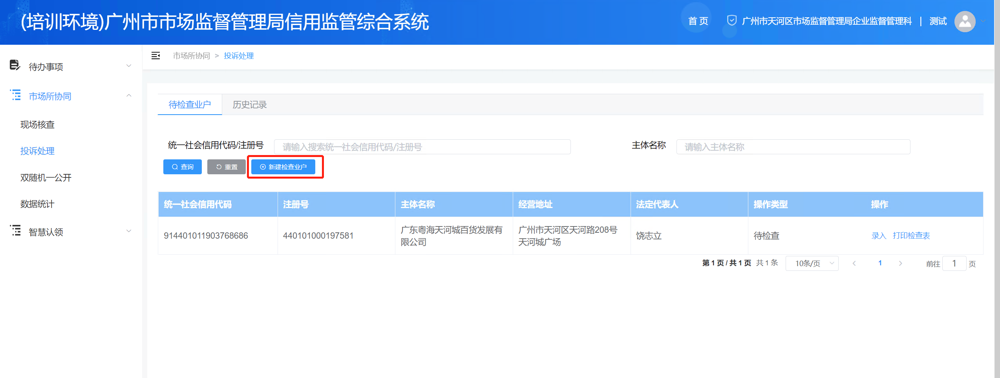 (培训环境)广州市市场监督管理局信用监管综合系统
首 页
广州市天河区市场监督管理局企业监督管理科 | 测试
待办事项
市场所协同
现场核查
投诉处理
双随机一公开
数据统计
智慧认领
市场所协同 > 投诉处理
待检查业户 历史记录
统一社会信用代码/注册号 请输入搜索统一社会信用代码/注册号 主体名称 请输入主体名称
查询 重置 新建检查业户
统一社会信用代码 注册号 主体名称 经营地址 法定代表人 操作类型 操作
914401011903768686 440101000197581 广东粤海天河城百货发展有 广州市天河区天河路208号 饶志立 待检查 录入 打印检查表
限公司 天河城广场
第 1 页 / 共 1 页 共 1 条 10条/页 < 1 > 前往 1 页